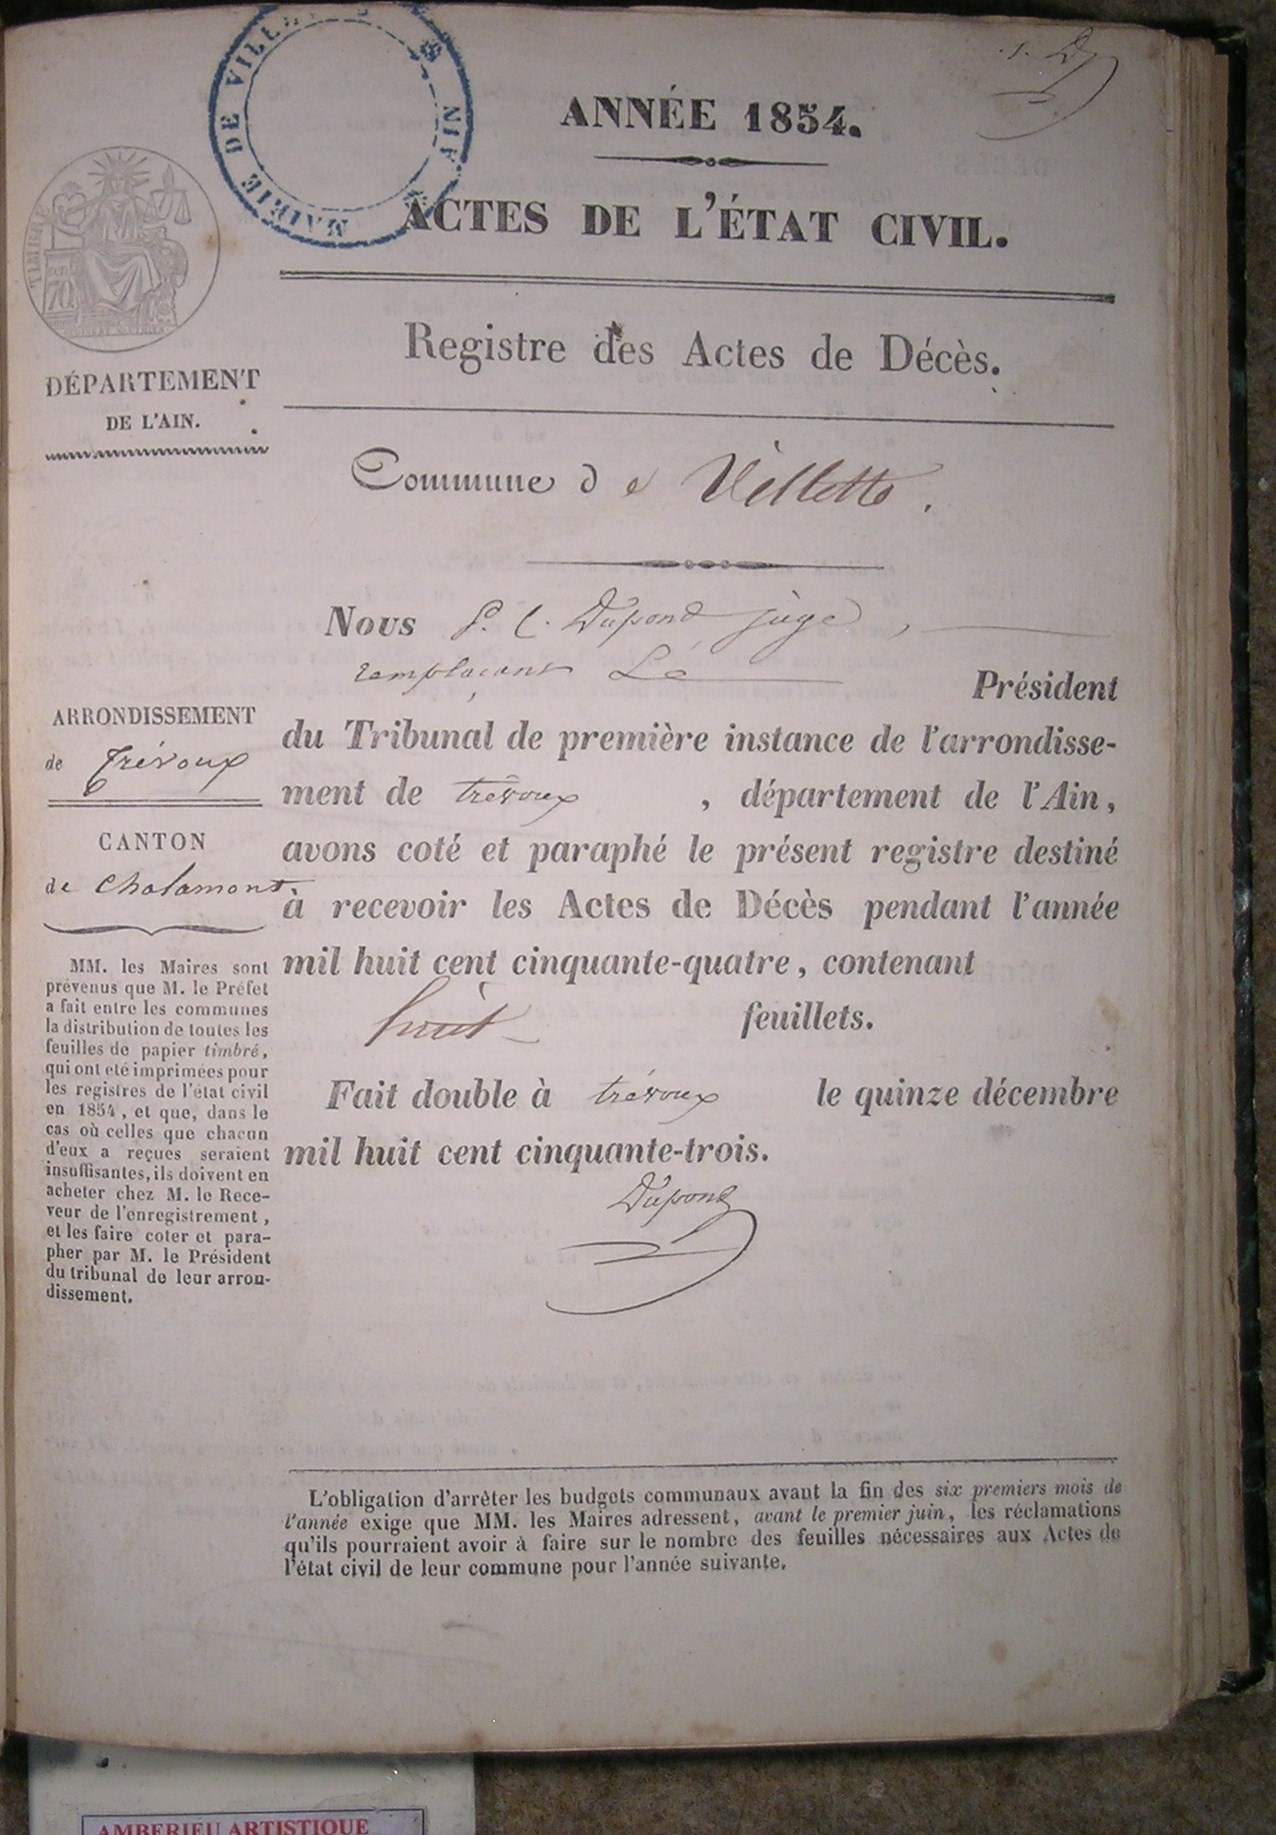 MAIRIE DE VILL
AIN
1. D
ANNÉE 1854.
ACTES DE L'ÉTAT CIVIL.
TIMBRE
70
Registre des Actes de Décès.
DÉPARTEMENT
DE L'AIN.
Commune de Villette.
Nous P. C. Dupond juge,
remplaçant Le
Président
du Tribunal de première instance de l'arrondisse-
ment de trévoux, département de l'Ain,
avons coté et paraphé le présent registre destiné
à recevoir les Actes de Décès pendant l'année
mil huit cent cinquante-quatre, contenant
huit feuillets.
Fait double à trévoux le quinze décembre
mil huit cent cinquante-trois.
Dupond
ARRONDISSEMENT
de Trévoux
CANTON
de Chalamont.
MM. les Maires sont
prévenus que M. le Préfet
a fait entre les communes
la distribution de toutes les
feuilles de papier timbré,
qui ont été imprimées pour
les registres de l'état civil
en 1854, et que, dans le
cas où celles que chacun
d'eux a reçues seraient
insuffisantes, ils doivent en
acheter chez M. le Rece-
veur de l'enregistrement,
et les faire coter et para-
pher par M. le Président
du tribunal de leur arron-
dissement.
L'obligation d'arrêter les budgets communaux avant la fin des six premiers mois de
l'année exige que MM. les Maires adressent, avant le premier juin, les réclamations
qu'ils pourraient avoir à faire sur le nombre des feuilles nécessaires aux Actes de
l'état civil de leur commune pour l'année suivante.
AMBERIEU ARTISTIQUE